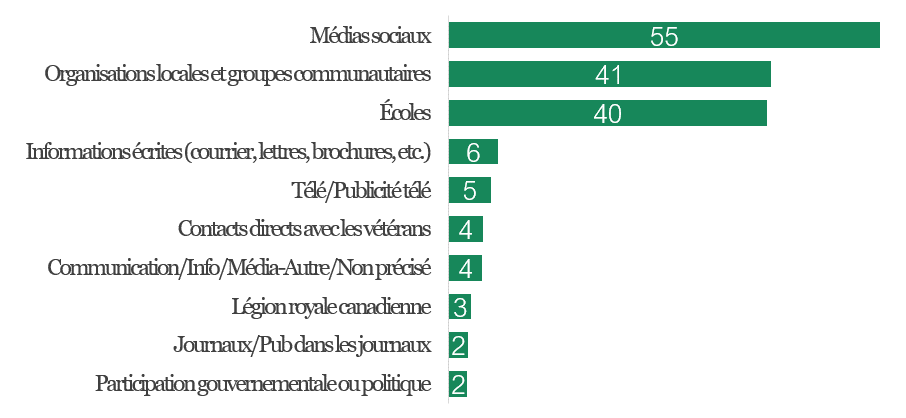 Médias sociaux 55
Organisations locales et groupes communautaires 41
Écoles 40
Informations écrites (courrier, lettres, brochures, etc.) 6
Télé/Publicité télé 5
Contacts directs avec les vétérans 4
Communication/Info/Média-Autre/Non précisé 4
Légion royale canadienne 3
Journaux/Pub dans les journaux 2
Participation gouvernementale ou politique 2